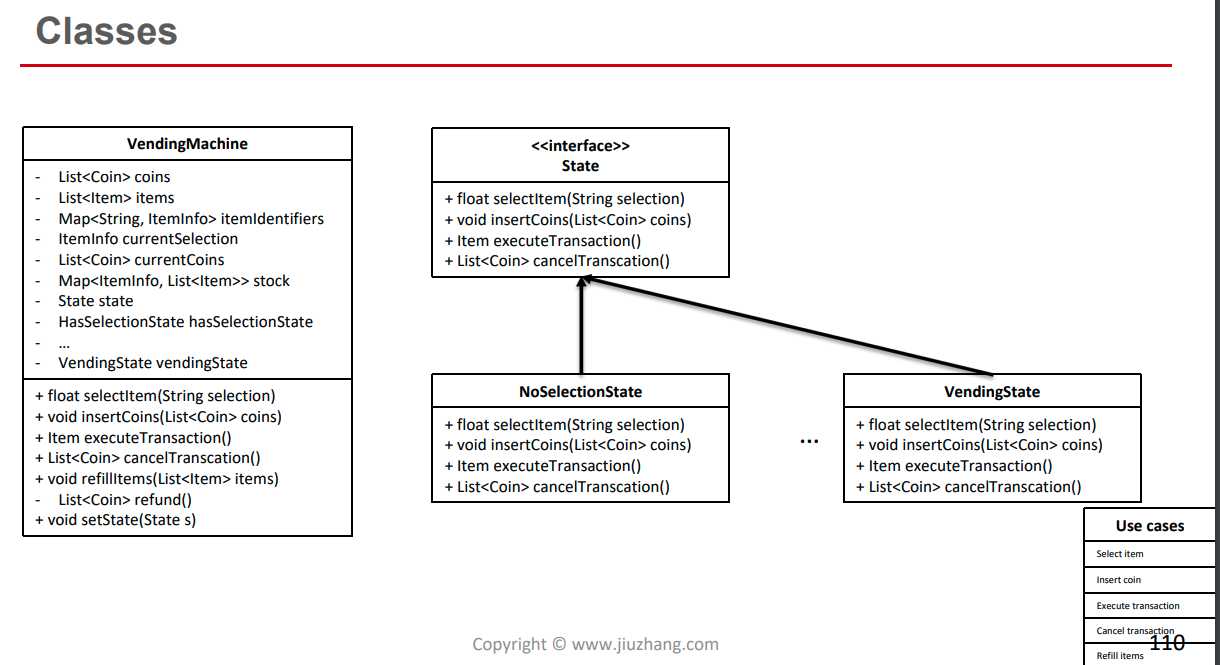 Classes
VendingMachine
- List<Coin> coins
- List<Item> items
- Map<String, ItemInfo> itemIdentifiers
- ItemInfo currentSelection
- List<Coin> currentCoins
- Map<ItemInfo, List<Item>> stock
- State state
- HasSelectionState hasSelectionState
- ...
- VendingState vendingState
+ float selectItem(String selection)
+ void insertCoins(List<Coin> coins)
+ Item executeTransaction()
+ List<Coin> cancelTranscation()
+ void refillItems(List<Item> items)
- List<Coin> refund()
+ void setState(State s)
<<interface>>
State
+ float selectItem(String selection)
+ void insertCoins(List<Coin> coins)
+ Item executeTransaction()
+ List<Coin> cancelTranscation()
NoSelectionState
+ float selectItem(String selection)
+ void insertCoins(List<Coin> coins)
+ Item executeTransaction()
+ List<Coin> cancelTranscation()
...
VendingState
+ float selectItem(String selection)
+ void insertCoins(List<Coin> coins)
+ Item executeTransaction()
+ List<Coin> cancelTranscation()
Use cases
Select item
Insert coin
Execute transaction
Cancel transaction
Refill items
110
Copyright © www.jiuzhang.com